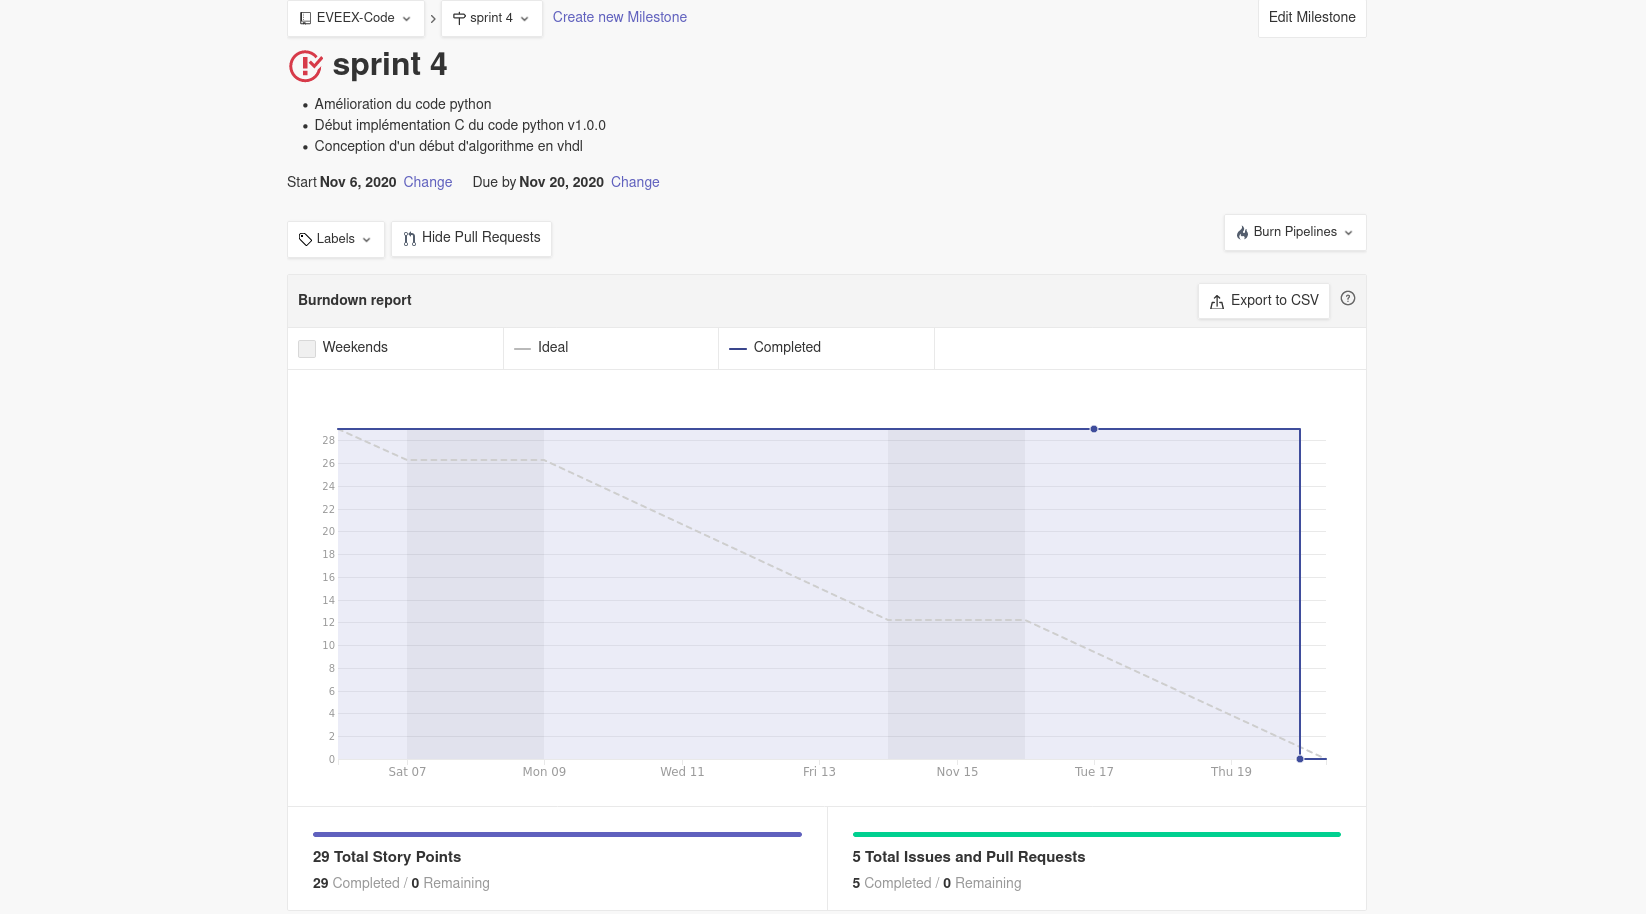 EVEEX-Code > sprint 4 Create new Milestone Edit Milestone
sprint 4
• Amélioration du code python
• Début implémentation C du code python v1.0.0
• Conception d'un début d'algorithme en vhdl
Start Nov 6, 2020 Change Due by Nov 20, 2020 Change
Labels Hide Pull Requests Burn Pipelines
Burndown report Export to CSV ?
Weekends Ideal Completed
28
26
24
22
20
18
16
14
12
10
8
6
4
2
0
Sat 07 Mon 09 Wed 11 Fri 13 Nov 15 Tue 17 Thu 19
29 Total Story Points
29 Completed / 0 Remaining
5 Total Issues and Pull Requests
5 Completed / 0 Remaining